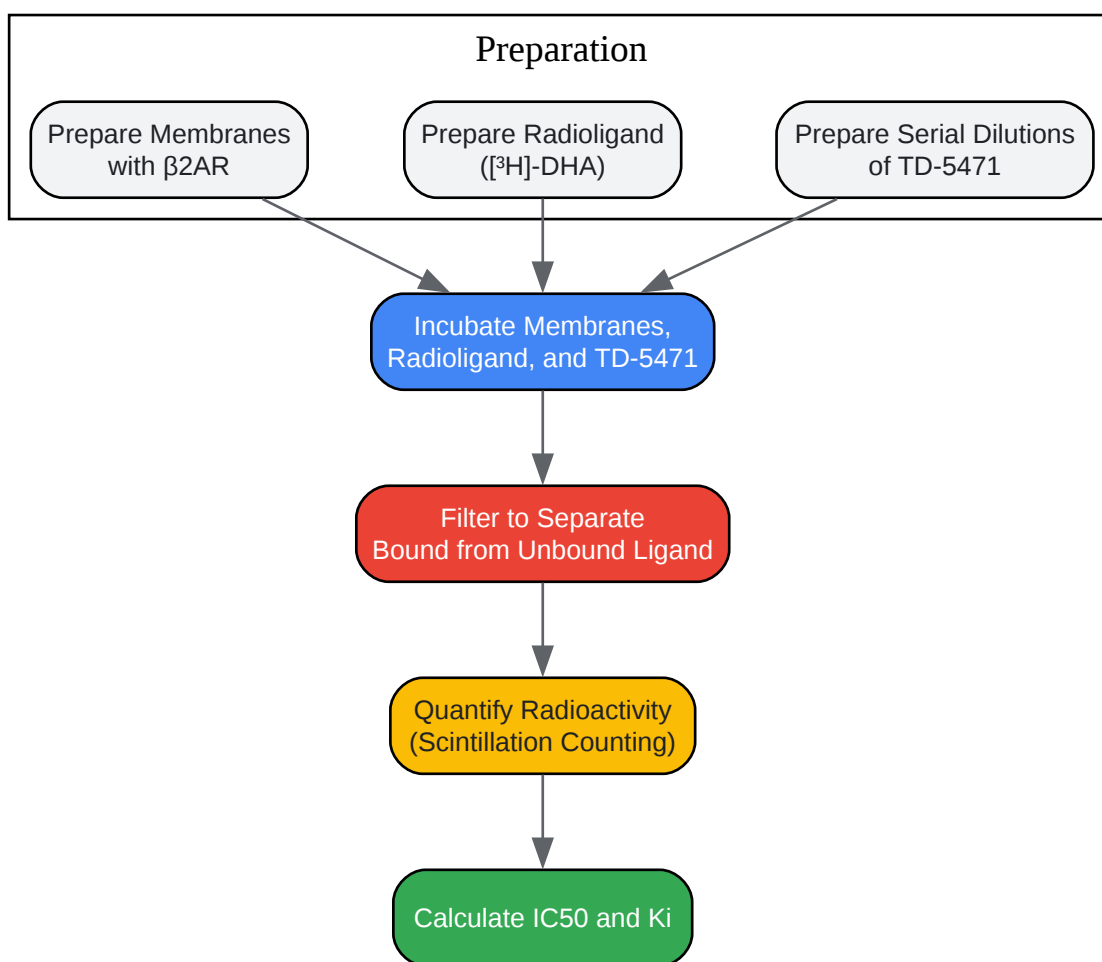 Preparation
Prepare Membranes
with β2AR
Prepare Radioligand
([³H]-DHA)
Prepare Serial Dilutions
of TD-5471
Incubate Membranes,
Radioligand, and TD-5471
Filter to Separate
Bound from Unbound Ligand
Quantify Radioactivity
(Scintillation Counting)
Calculate IC50 and Ki